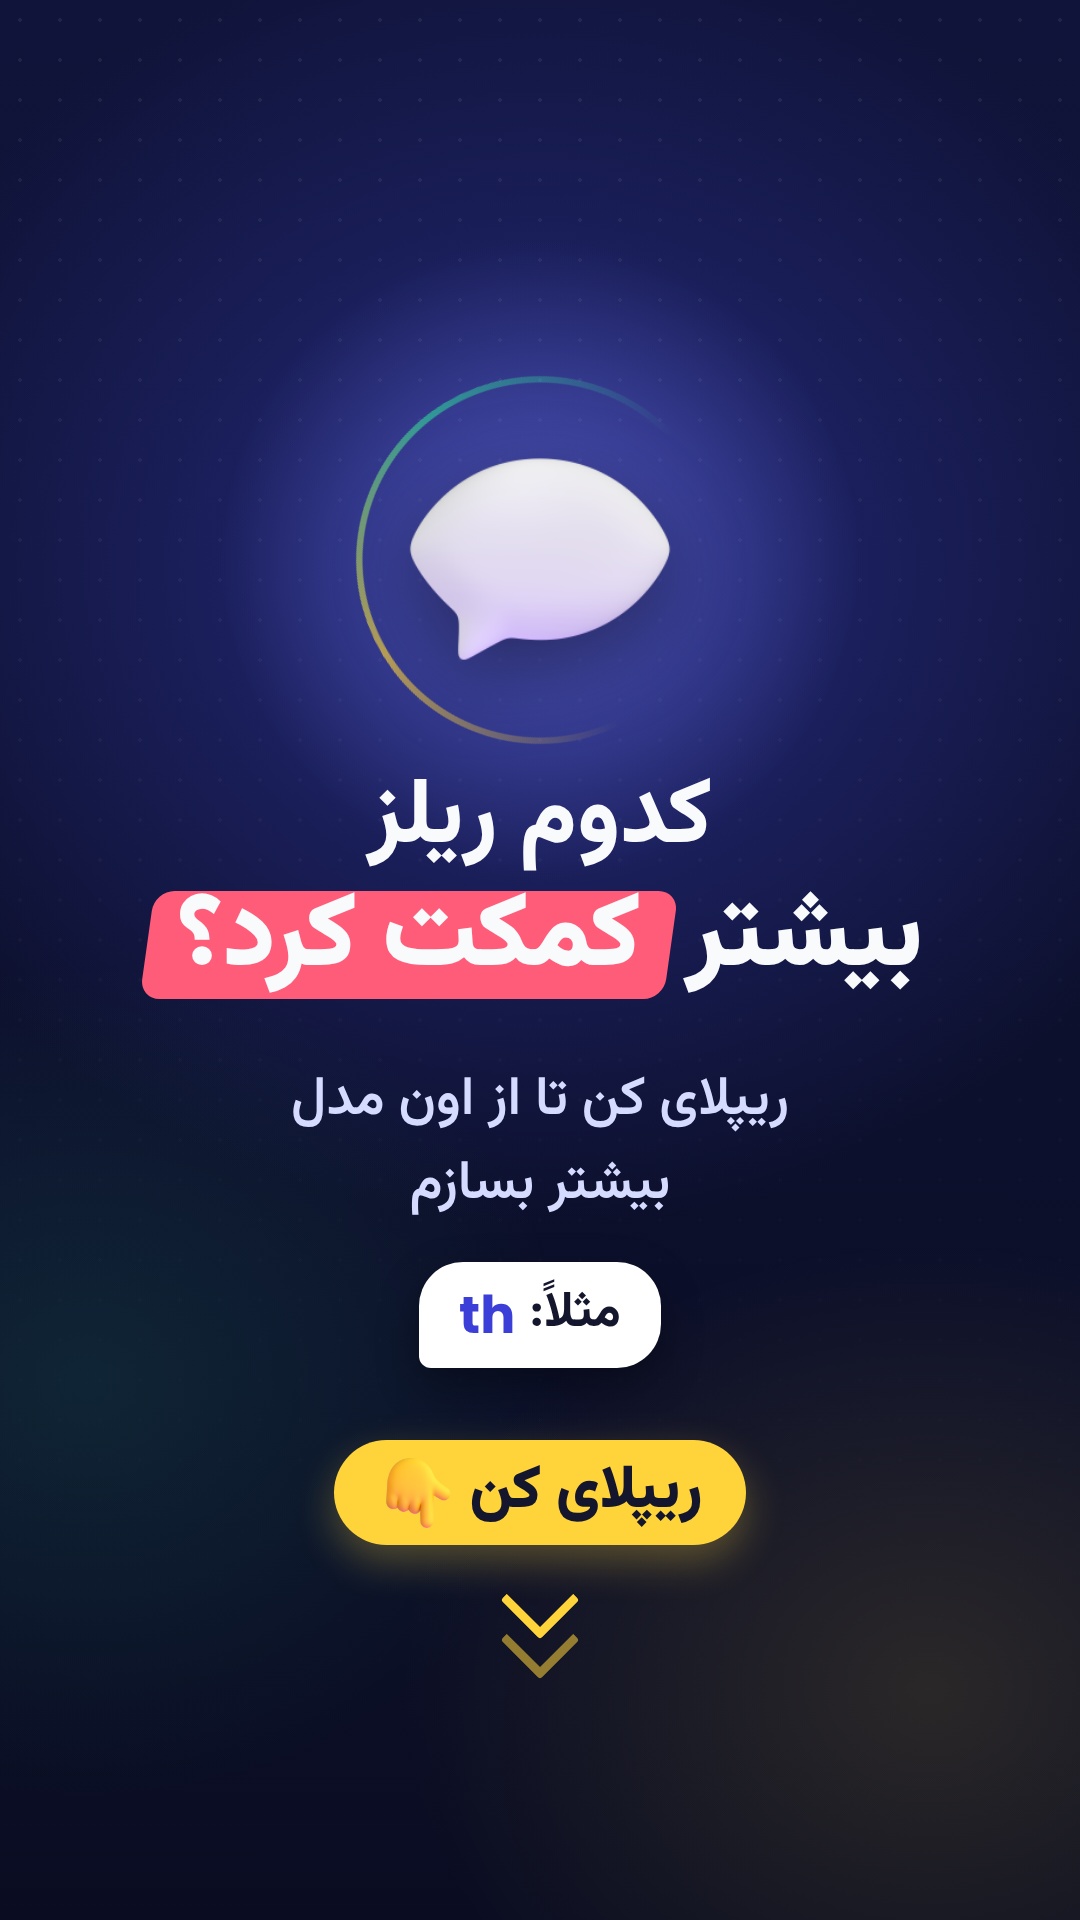 کدوم ریلز
بیشتر کمکت کرد؟
ریپلای کن تا از اون مدل
بیشتر بسازم
مثلاً: th
ریپلای کن 👇